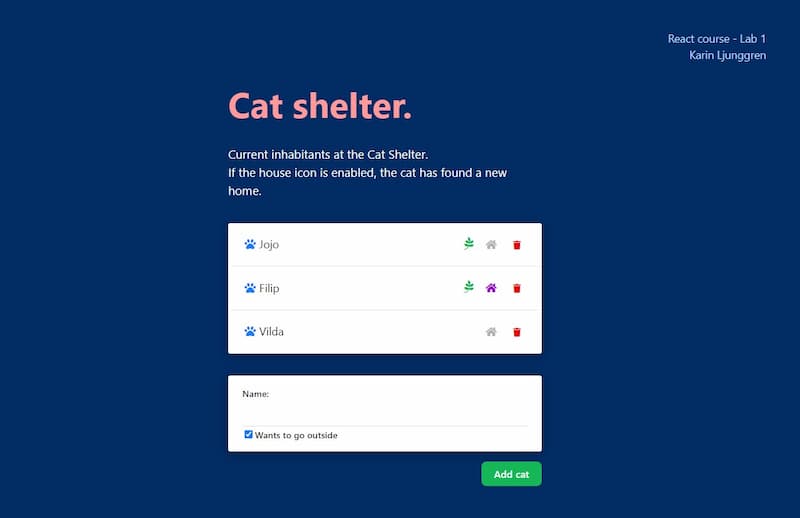 React course - Lab 1
Karin Ljunggren
Cat shelter.
Current inhabitants at the Cat Shelter.
If the house icon is enabled, the cat has found a new
home.
Jojo
Filip
Vilda
Name:
Wants to go outside
Add cat